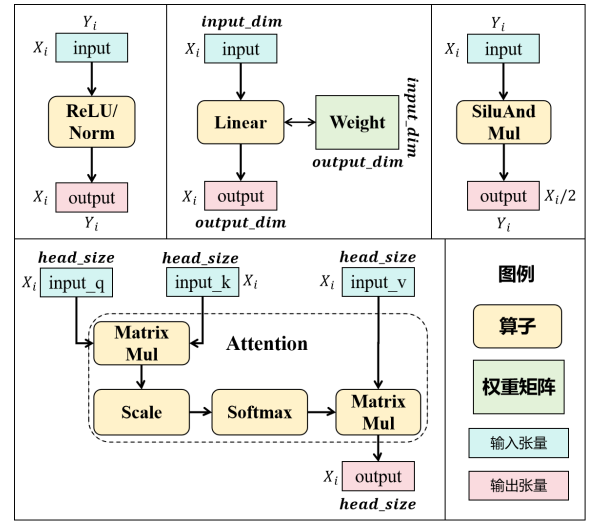 Y_i
X_i input
ReLU/
Norm
X_i output
Y_i
input_dim
X_i input
Linear
Weight
input_dim
output_dim
X_i output
output_dim
Y_i
X_i input
SiluAnd
Mul
output X_i/2
Y_i
head_size
X_i input_q
head_size
input_k X_i
head_size
X_i input_v
Matrix
Mul
Attention
Scale
Softmax
Matrix
Mul
X_i output
head_size
图例
算子
权重矩阵
输入张量
输出张量